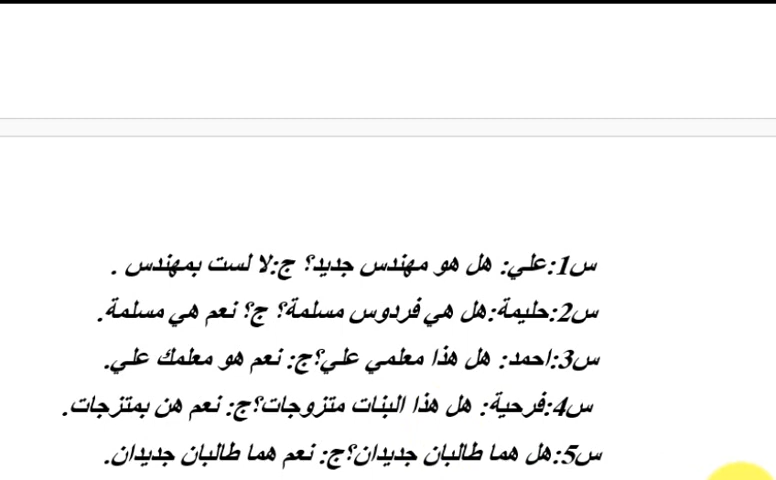 س1:علي: هل هو مهندس جديد؟ ج:لا لست بمهندس .
س2:حليمة:هل هي فردوس مسلمة؟ ج؟ نعم هي مسلمة.
س3:احمد: هل هذا معلمي علي؟ج: نعم هو معلمك علي.
س4:فرحية: هل هذا البنات متزوجات؟ج: نعم هن بمتزجات.
س5:هل هما طالبان جديدان؟ج: نعم هما طالبان جديدان.